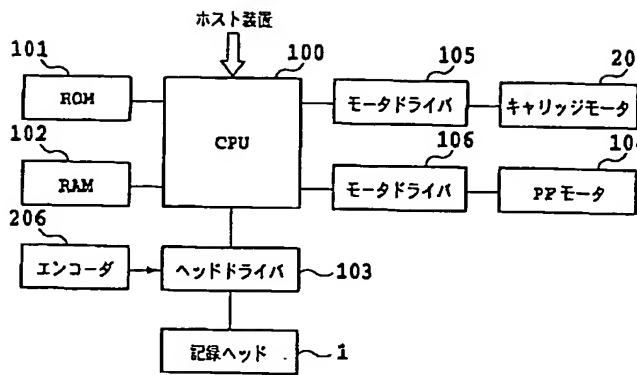 ホスト装置
101
100
105
20
ROM
CPU
モータドライバ
キャリッジモータ
102
106
104
RAM
モータドライバ
PFモータ
206
エンコーダ
ヘッドドライバ
103
記録ヘッド
1